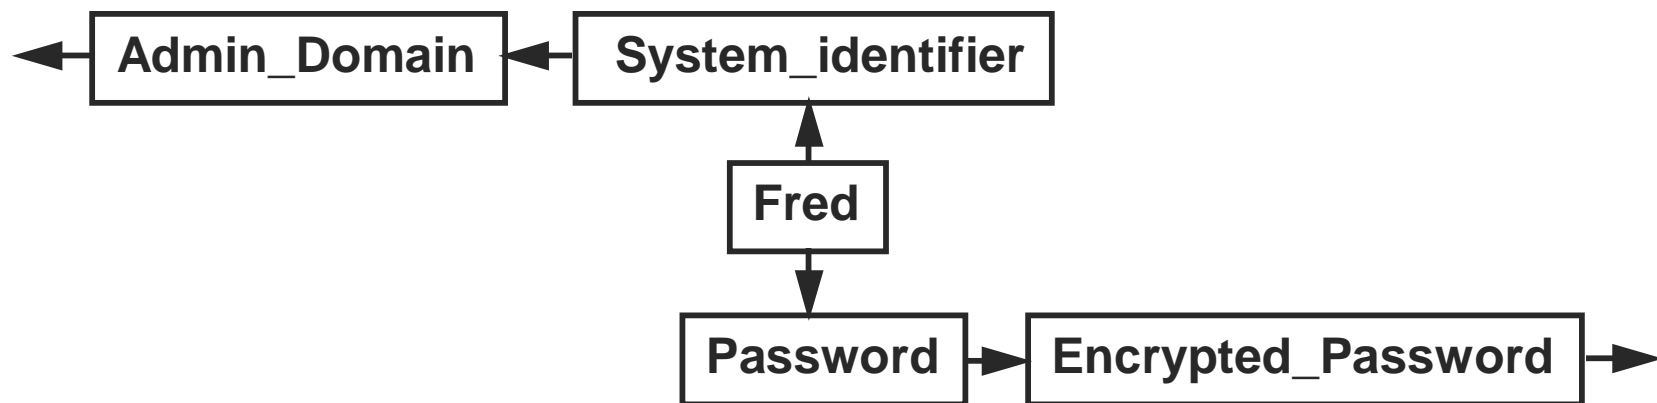 Admin_Domain
System_identifier
Fred
Password
Encrypted_Password